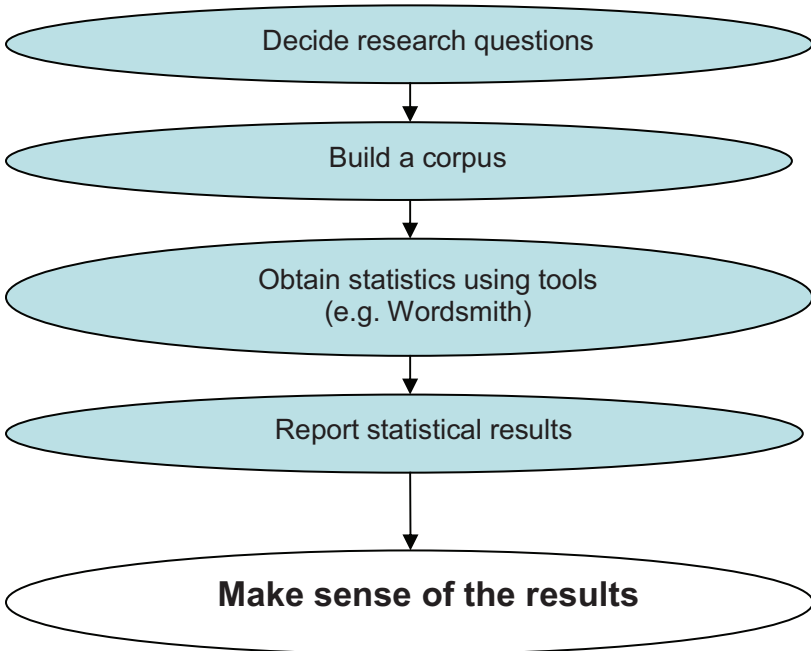 Decide research questions
Build a corpus
Obtain statistics using tools
(e.g. Wordsmith)
Report statistical results
Make sense of the results